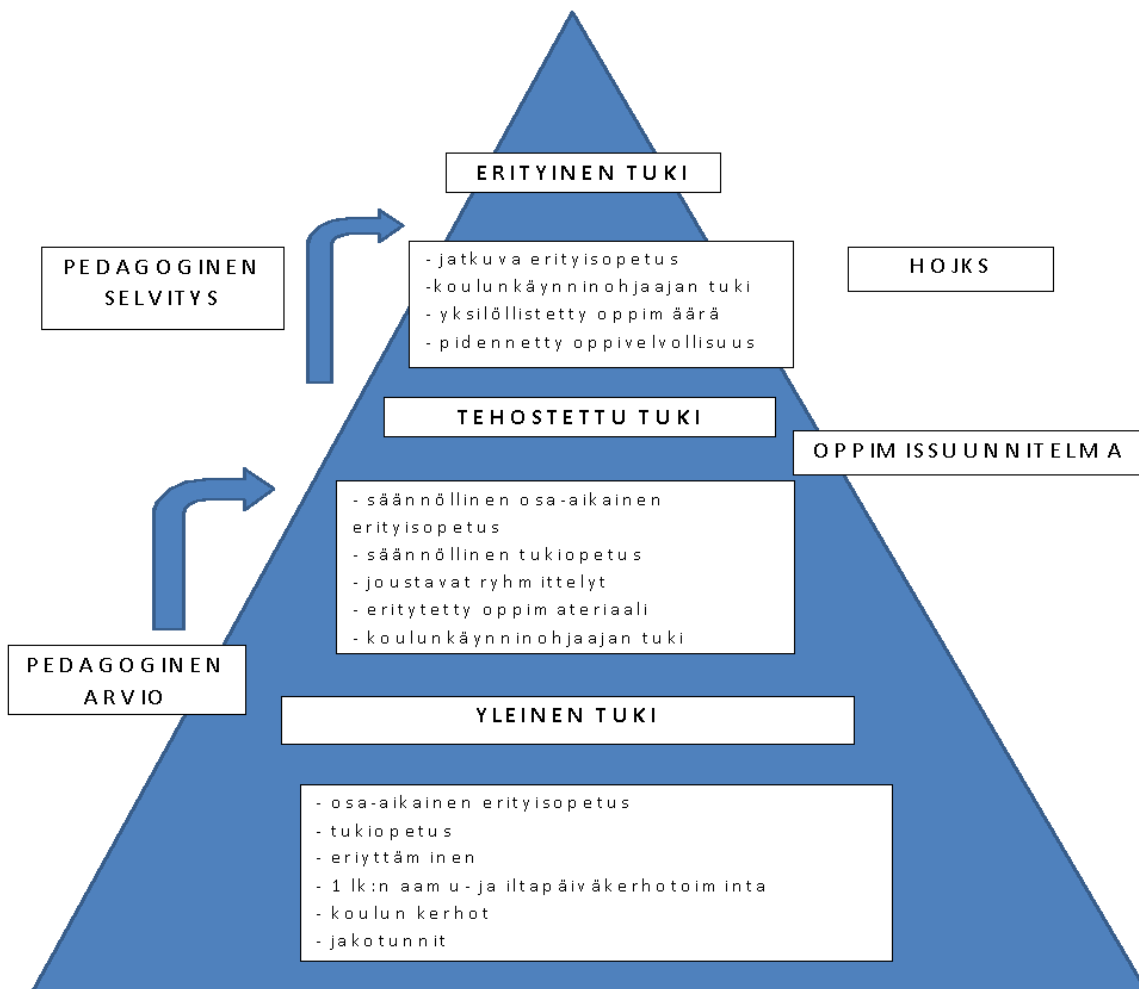 ERITYINEN TUKI
PEDAGOGINEN
SELVITYS
- jatkuva erityisopetus
-koulunkäynninohjaajan tuki
- yksilöllistetty oppimäärä
- pidennetty oppivelvollisuus
HOJKS
TEHOSTETTU TUKI
OPPIMISSUUNNITELMA
- säännöllinen osa-aikainen
erityisopetus
- säännöllinen tukiopetus
- joustavat ryhmittelyt
- eritytetty oppimateriaali
- koulunkäynninohjaajan tuki
PEDAGOGINEN
ARVIO
YLEINEN TUKI
- osa-aikainen erityisopetus
- tukiopetus
- eriyttäminen
- 1 lk:n aamu- ja iltapäiväkerhotoiminta
- koulun kerhot
- jakotunnit